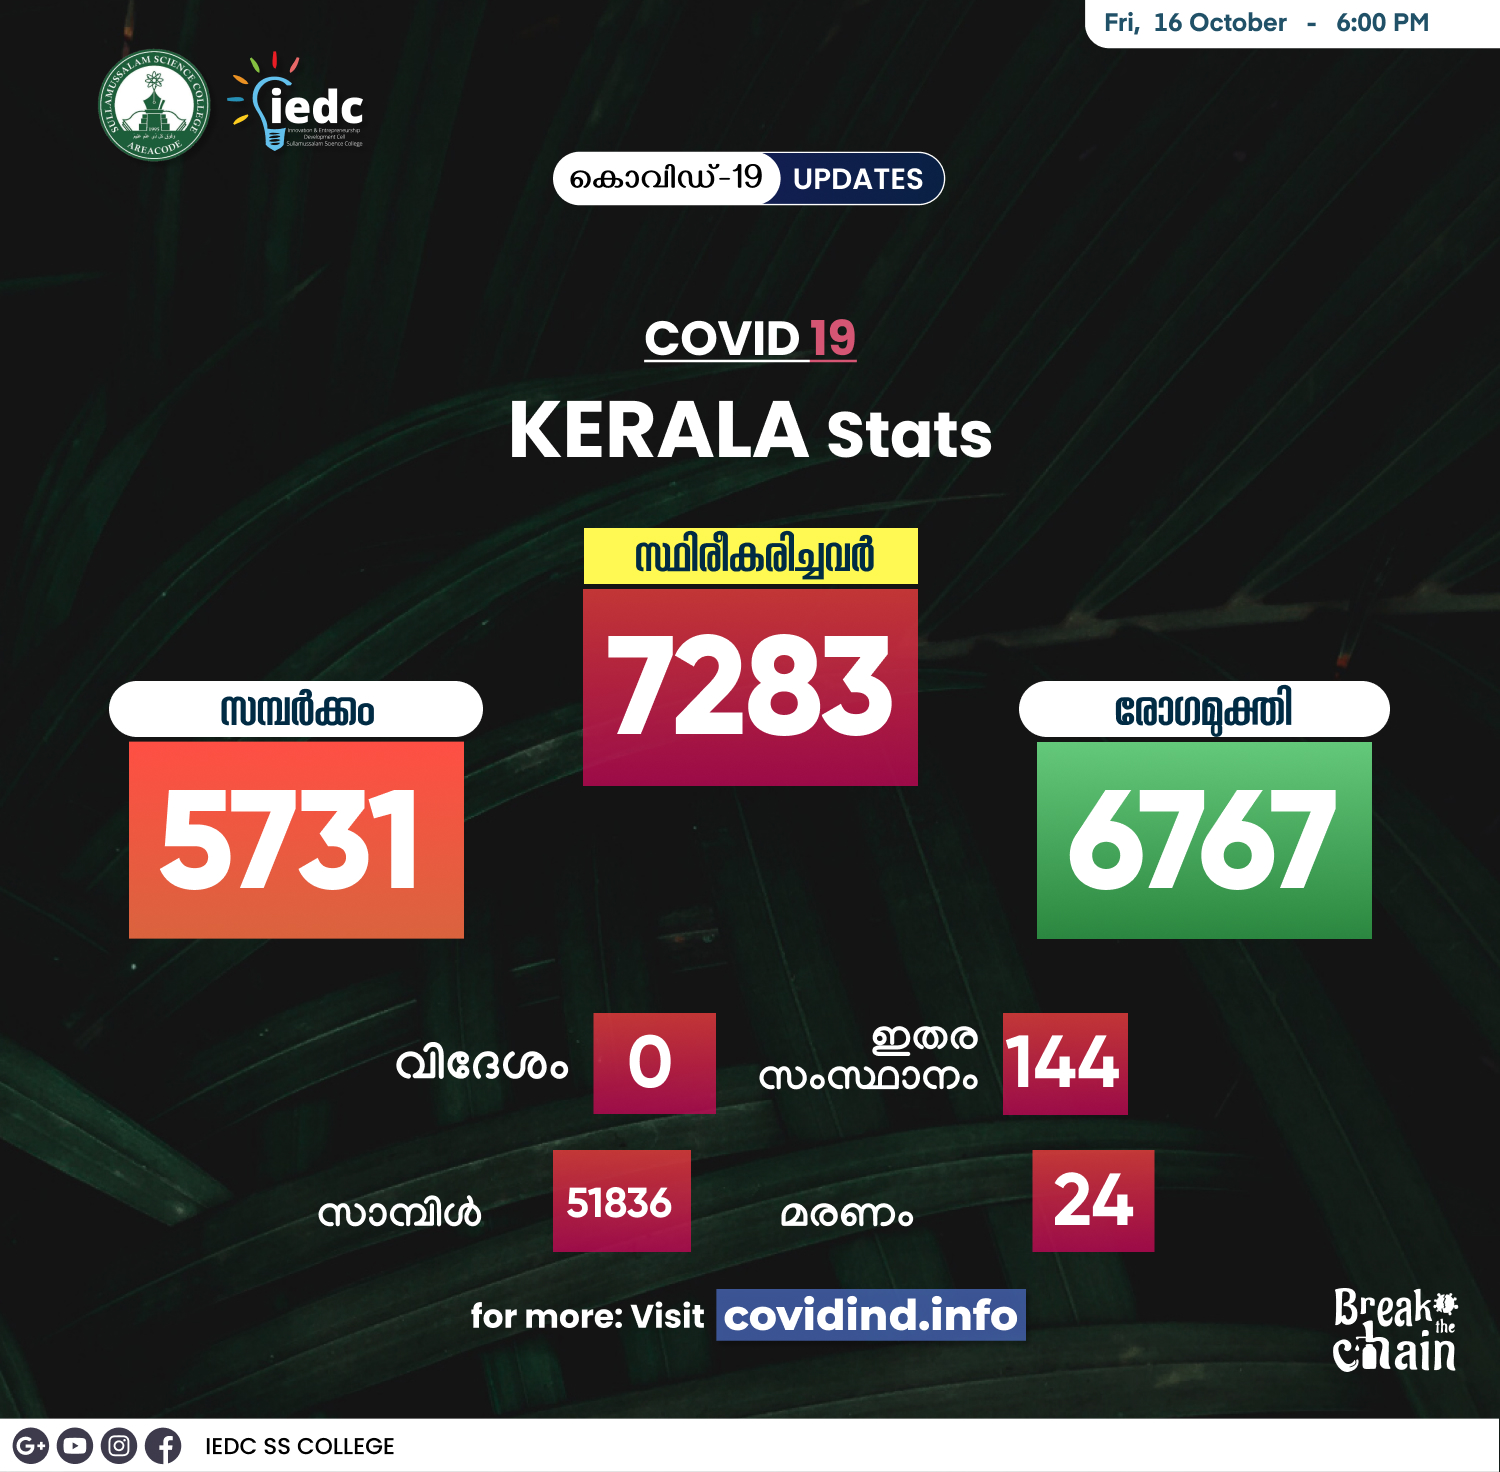 Fri, 16 October - 6:00 PM
SULLAMUSSALAM SCIENCE COLLEGE
1995
AREACODE
iedc
Innovation & Entrepreneurship
Development Cell
Sullamussalam Science College
കൊവിഡ്-19 UPDATES
COVID 19
KERALA Stats
സ്ഥിരീകരിച്ചവർ
7283
സമ്പർക്കം
5731
രോഗമുക്തി
6767
വിദേശം 0
ഇതര
സംസ്ഥാനം 144
സാമ്പിൾ 51836
മരണം 24
for more: Visit covidind.info
Break
the
chain
G+
IEDC SS COLLEGE